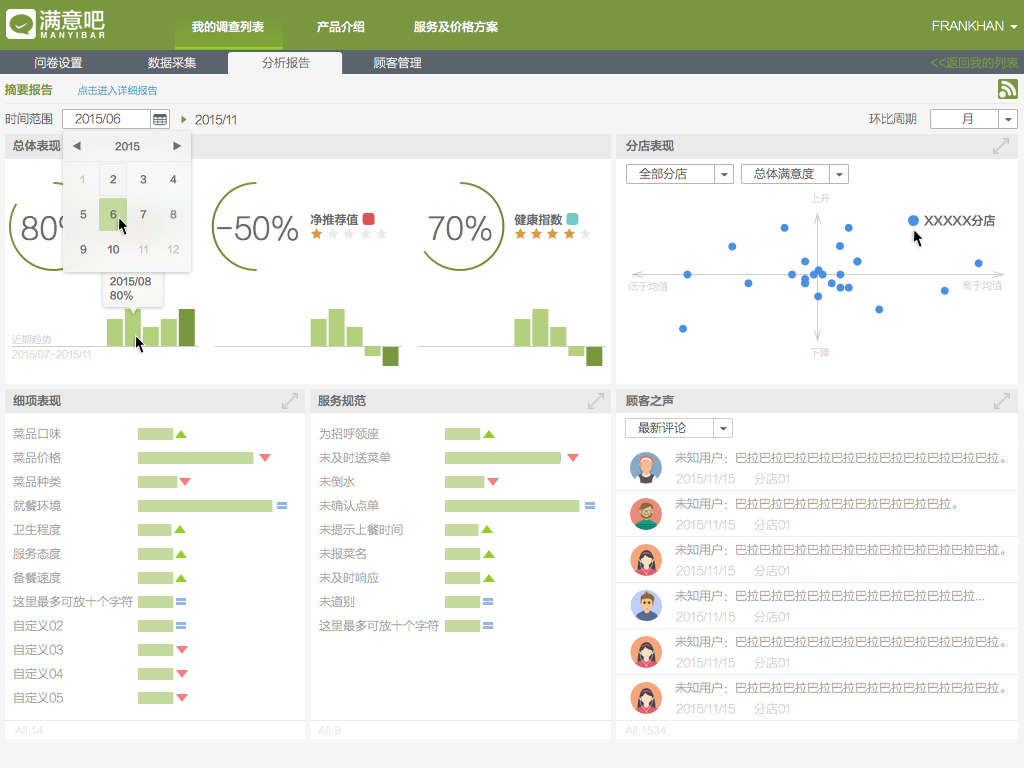 满意吧
MANYIBAR
我的调查列表 产品介绍 服务及价格方案
FRANKHAN
问卷设置 数据采集 分析报告 顾客管理
<<返回我的列表
摘要报告 点击进入详细报告
时间范围 2015/06 2015/11
环比周期 月
总体表现
2015
1 2 3 4
5 6 7 8
9 10 11 12
80%
-50% 净推荐值
70% 健康指数
2015/08
80%
近期趋势
2015/07-2015/11
分店表现
全部分店 总体满意度
上升
XXXXX分店
低于均值 高于均值
下降
细项表现
菜品口味
菜品价格
菜品种类
就餐环境
卫生程度
服务态度
备餐速度
这里最多可放十个字符
自定义02
自定义03
自定义04
自定义05
All:14
服务规范
为招呼领座
未及时送菜单
未倒水
未确认点单
未提示上餐时间
未报菜名
未及时响应
未道别
这里最多可放十个字符
All:9
顾客之声
最新评论
未知用户：巴拉巴拉巴拉巴拉巴拉巴拉巴拉巴拉巴拉巴拉巴拉。
2015/11/15 分店01
未知用户：巴拉巴拉巴拉巴拉巴拉巴拉巴拉巴拉巴拉。
2015/11/15 分店01
未知用户：巴拉巴拉巴拉巴拉巴拉巴拉巴拉巴拉巴拉巴拉巴拉。
2015/11/15 分店01
未知用户：巴拉巴拉巴拉巴拉巴拉巴拉巴拉巴拉巴拉巴拉...
2015/11/15 分店01
未知用户：巴拉巴拉巴拉巴拉巴拉巴拉巴拉巴拉巴拉巴拉巴拉。
2015/11/15 分店01
未知用户：巴拉巴拉巴拉巴拉巴拉巴拉巴拉巴拉巴拉巴拉巴拉。
2015/11/15 分店01
All:1534